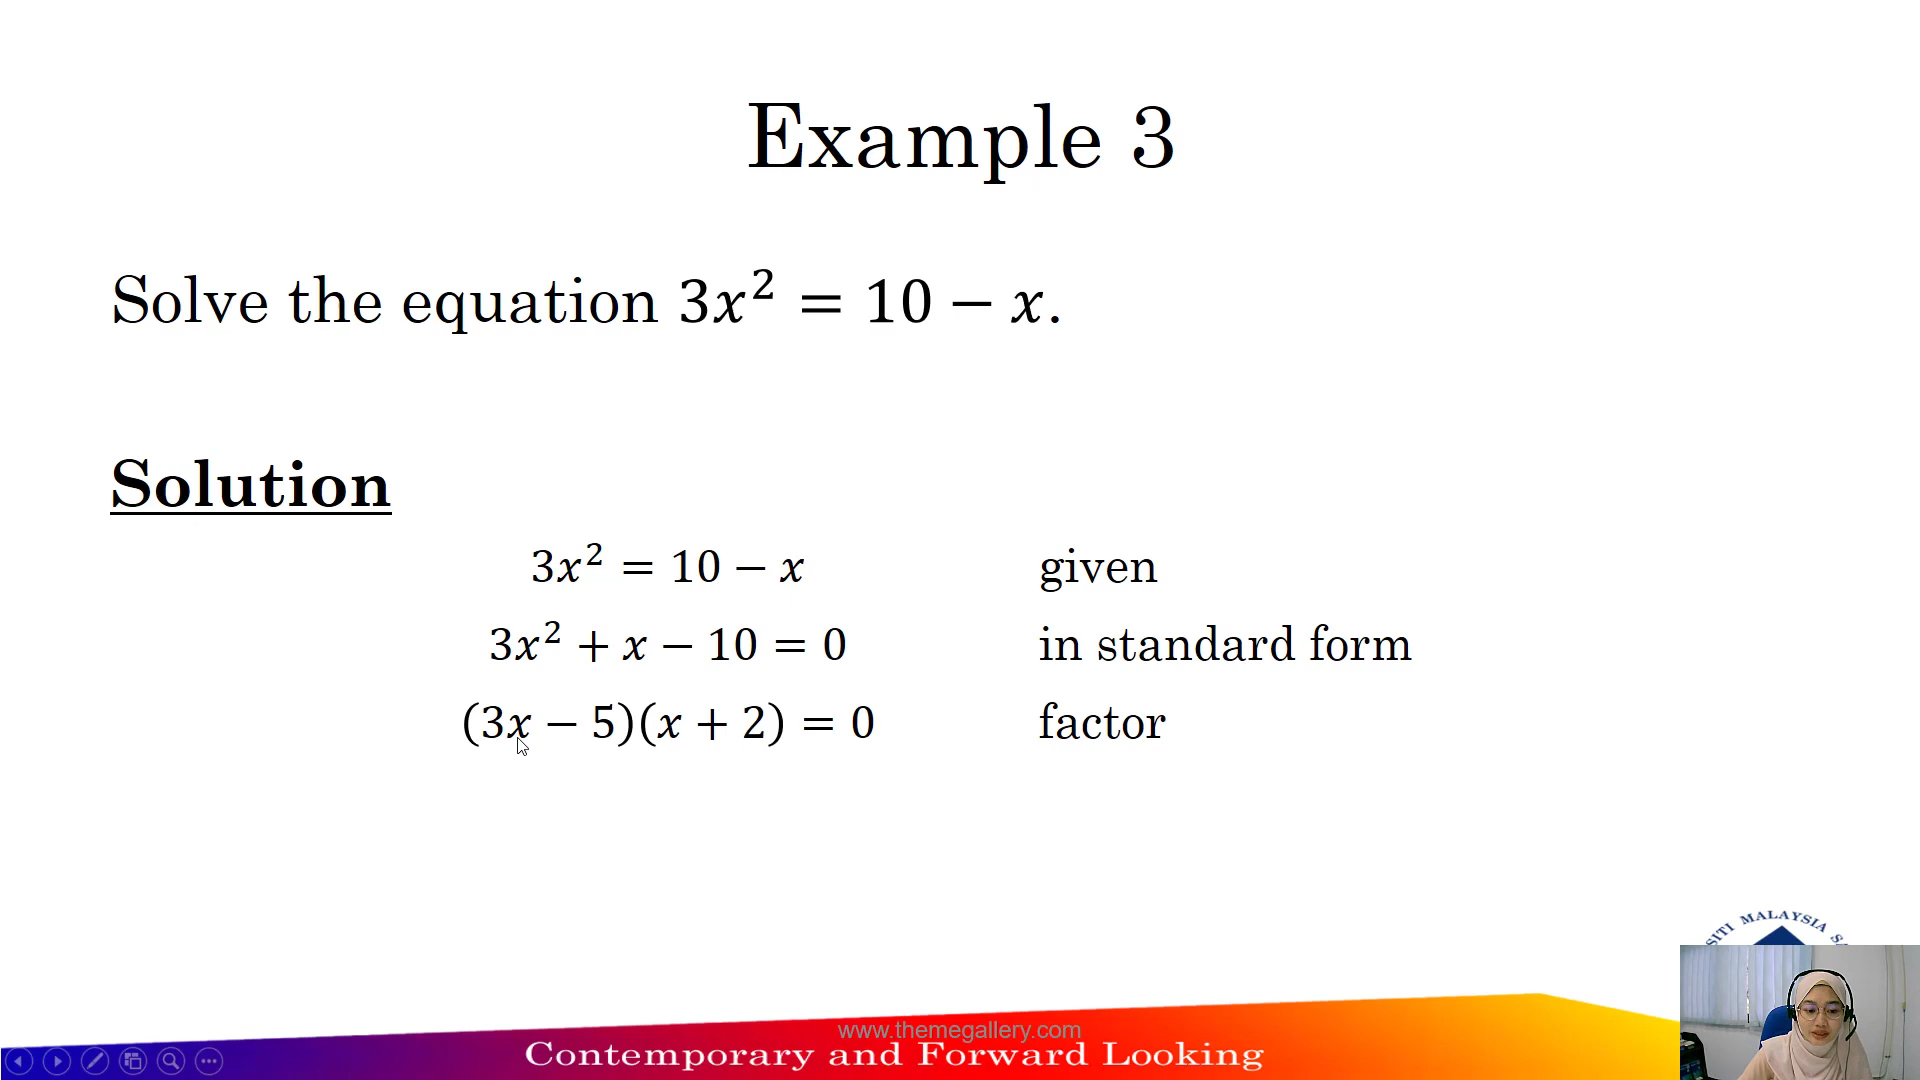 Example 3
Solve the equation 3x² = 10 − x.
Solution
3x² = 10 − x given
3x² + x − 10 = 0 in standard form
(3x − 5)(x + 2) = 0 factor
MALAYSIA
www.themegallery.com
Contemporary and Forward Looking